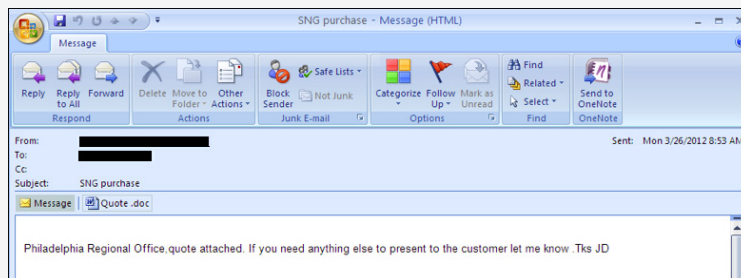 SNG purchase - Message (HTML)
Message
Reply
Reply to All
Forward
Respond
Delete
Move to Folder
Other Actions
Actions
Block Sender
Safe Lists
Not Junk
Junk E-mail
Categorize
Follow Up
Mark as Unread
Options
Find
Related
Select
Find
Send to OneNote
OneNote
From:
Sent: Mon 3/26/2012 8:53 AM
To:
Cc:
Subject: SNG purchase
Message Quote .doc
Philadelphia Regional Office,quote attached. If you need anything else to present to the customer let me know .Tks JD